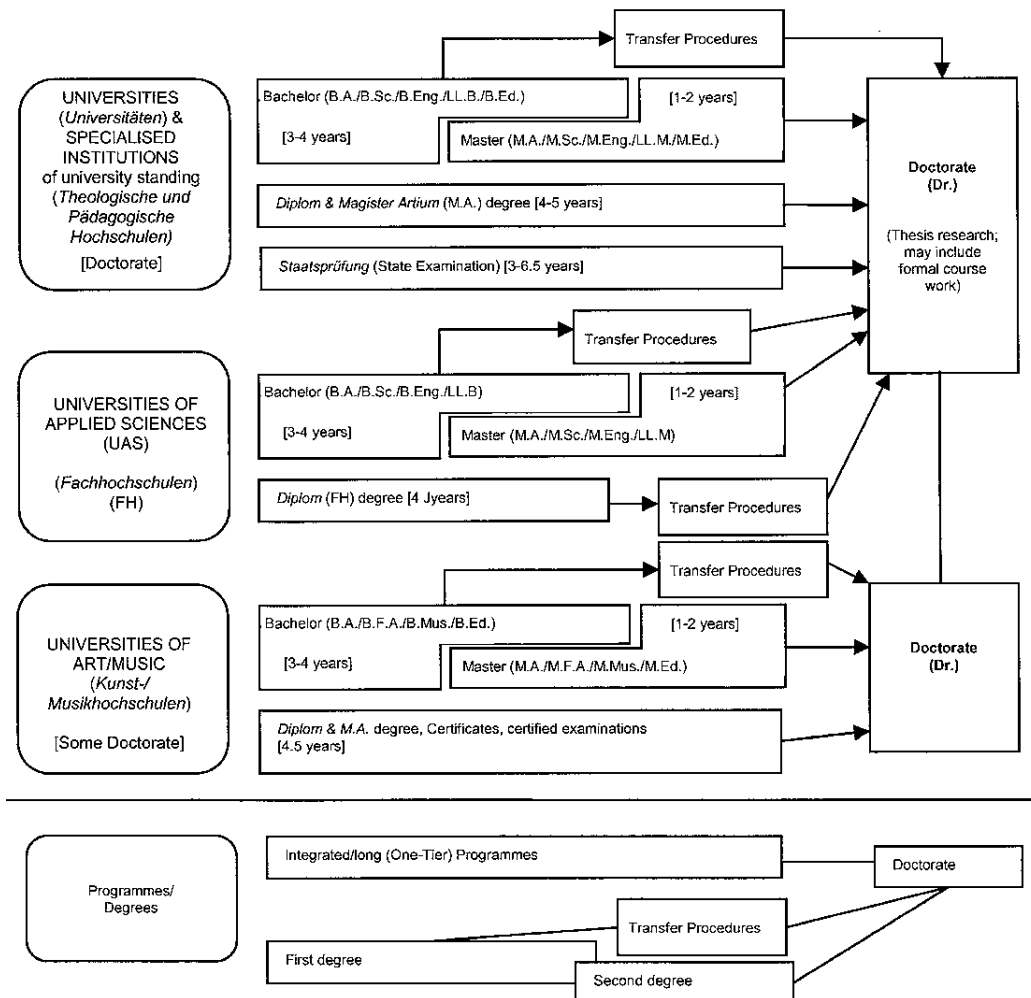 Transfer Procedures
UNIVERSITIES
(Universitäten) &
SPECIALISED
INSTITUTIONS
of university standing
(Theologische und
Pädagogische
Hochschulen)
[Doctorate]
Bachelor (B.A./B.Sc./B.Eng./LL.B./B.Ed.)
[1-2 years]
[3-4 years]
Master (M.A./M.Sc./M.Eng./LL.M./M.Ed.)
Diplom & Magister Artium (M.A.) degree [4-5 years]
Staatsprüfung (State Examination) [3-6.5 years]
Doctorate
(Dr.)
(Thesis research;
may include
formal course
work)
Transfer Procedures
UNIVERSITIES OF
APPLIED SCIENCES
(UAS)
(Fachhochschulen)
(FH)
Bachelor (B.A./B.Sc./B.Eng./LL.B)
[1-2 years]
[3-4 years]
Master (M.A./M.Sc./M.Eng./LL.M)
Diplom (FH) degree [4 Jyears]
Transfer Procedures
Transfer Procedures
UNIVERSITIES OF
ART/MUSIC
(Kunst-/
Musikhochschulen)
[Some Doctorate]
Bachelor (B.A./B.F.A./B.Mus./B.Ed.)
[1-2 years]
[3-4 years]
Master (M.A./M.F.A./M.Mus./M.Ed.)
Diplom & M.A. degree, Certificates, certified examinations
[4.5 years]
Doctorate
(Dr.)
Programmes/
Degrees
Integrated/long (One-Tier) Programmes
Doctorate
Transfer Procedures
First degree
Second degree